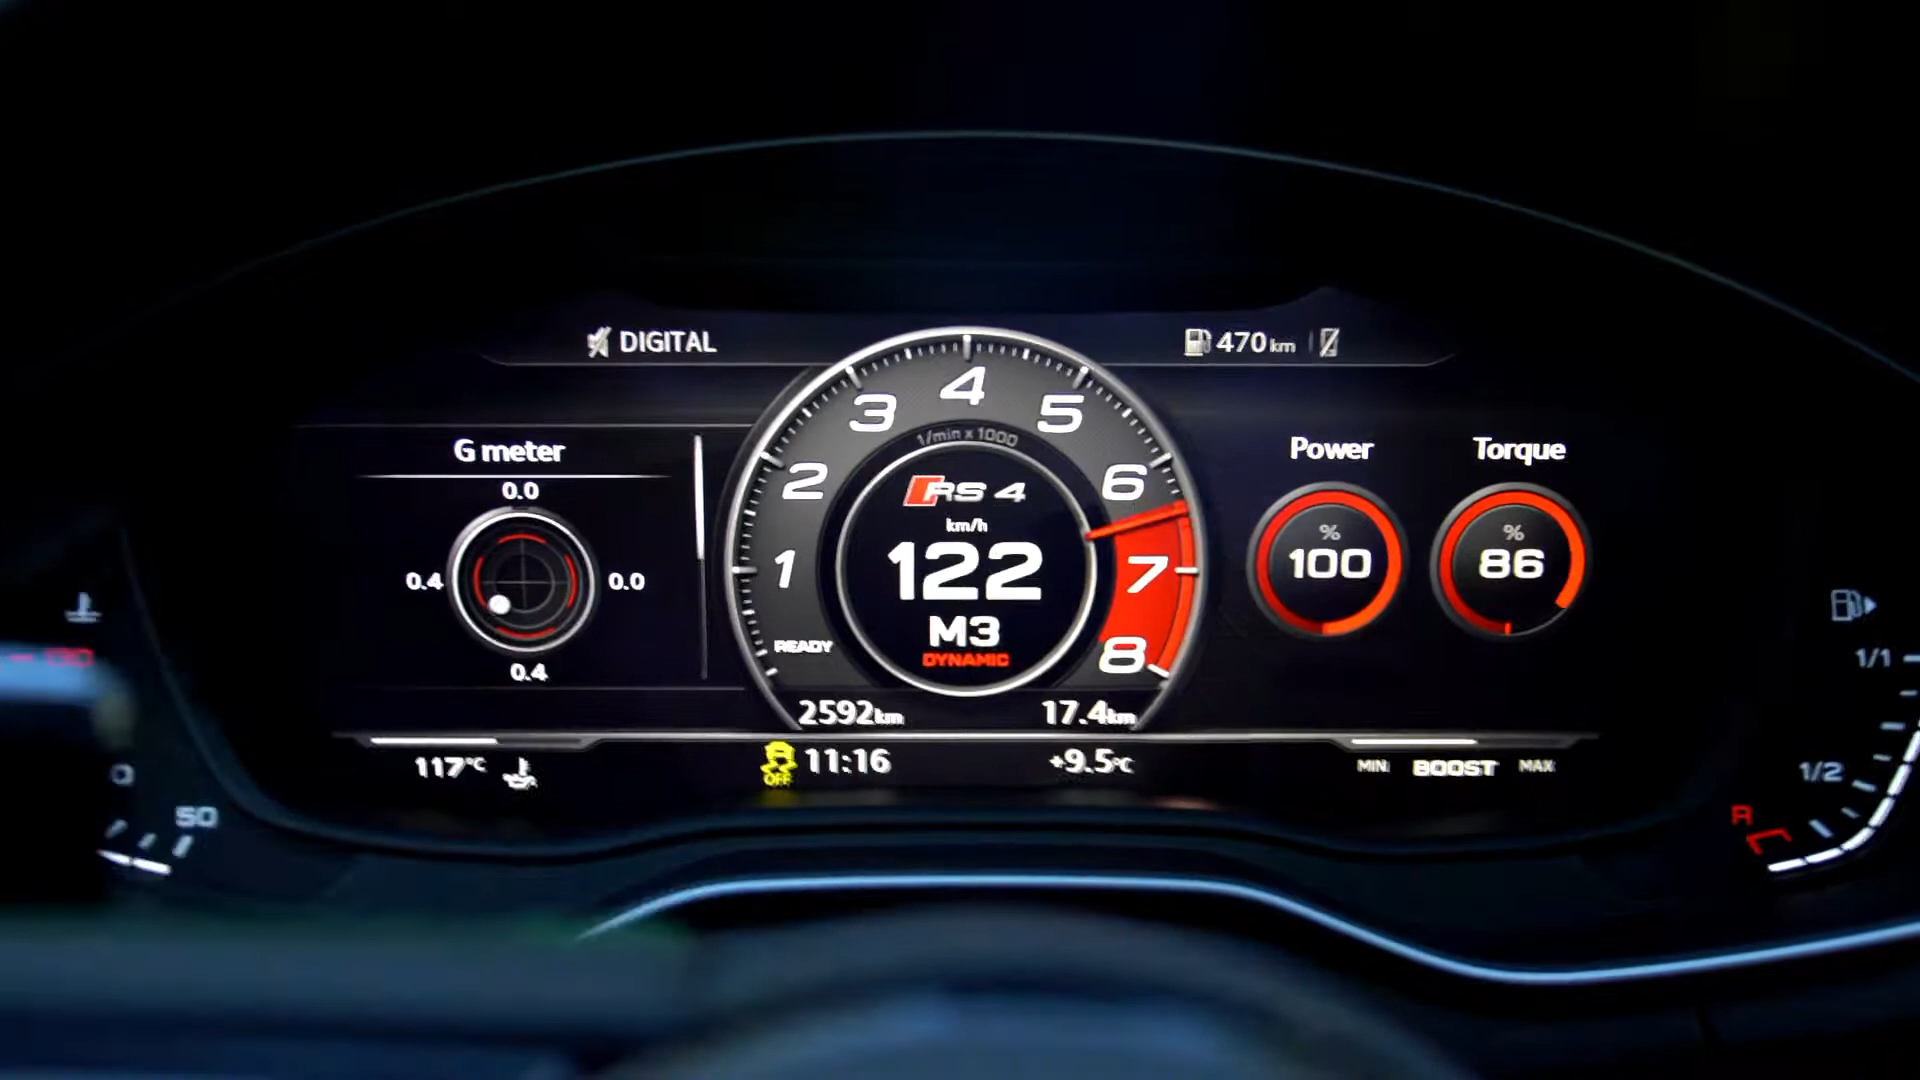 DIGITAL
470 km
G meter
0.0
0.4
0.0
0.4
1
2
3
4
5
6
7
8
1/min x 1000
RS 4
km/h
122
M3
DYNAMIC
READY
2592 km
17.4 km
Power
%
100
Torque
%
86
117°C
OFF
11:16
+9.5°C
MIN
BOOST
MAX
130
50
1/1
1/2
R